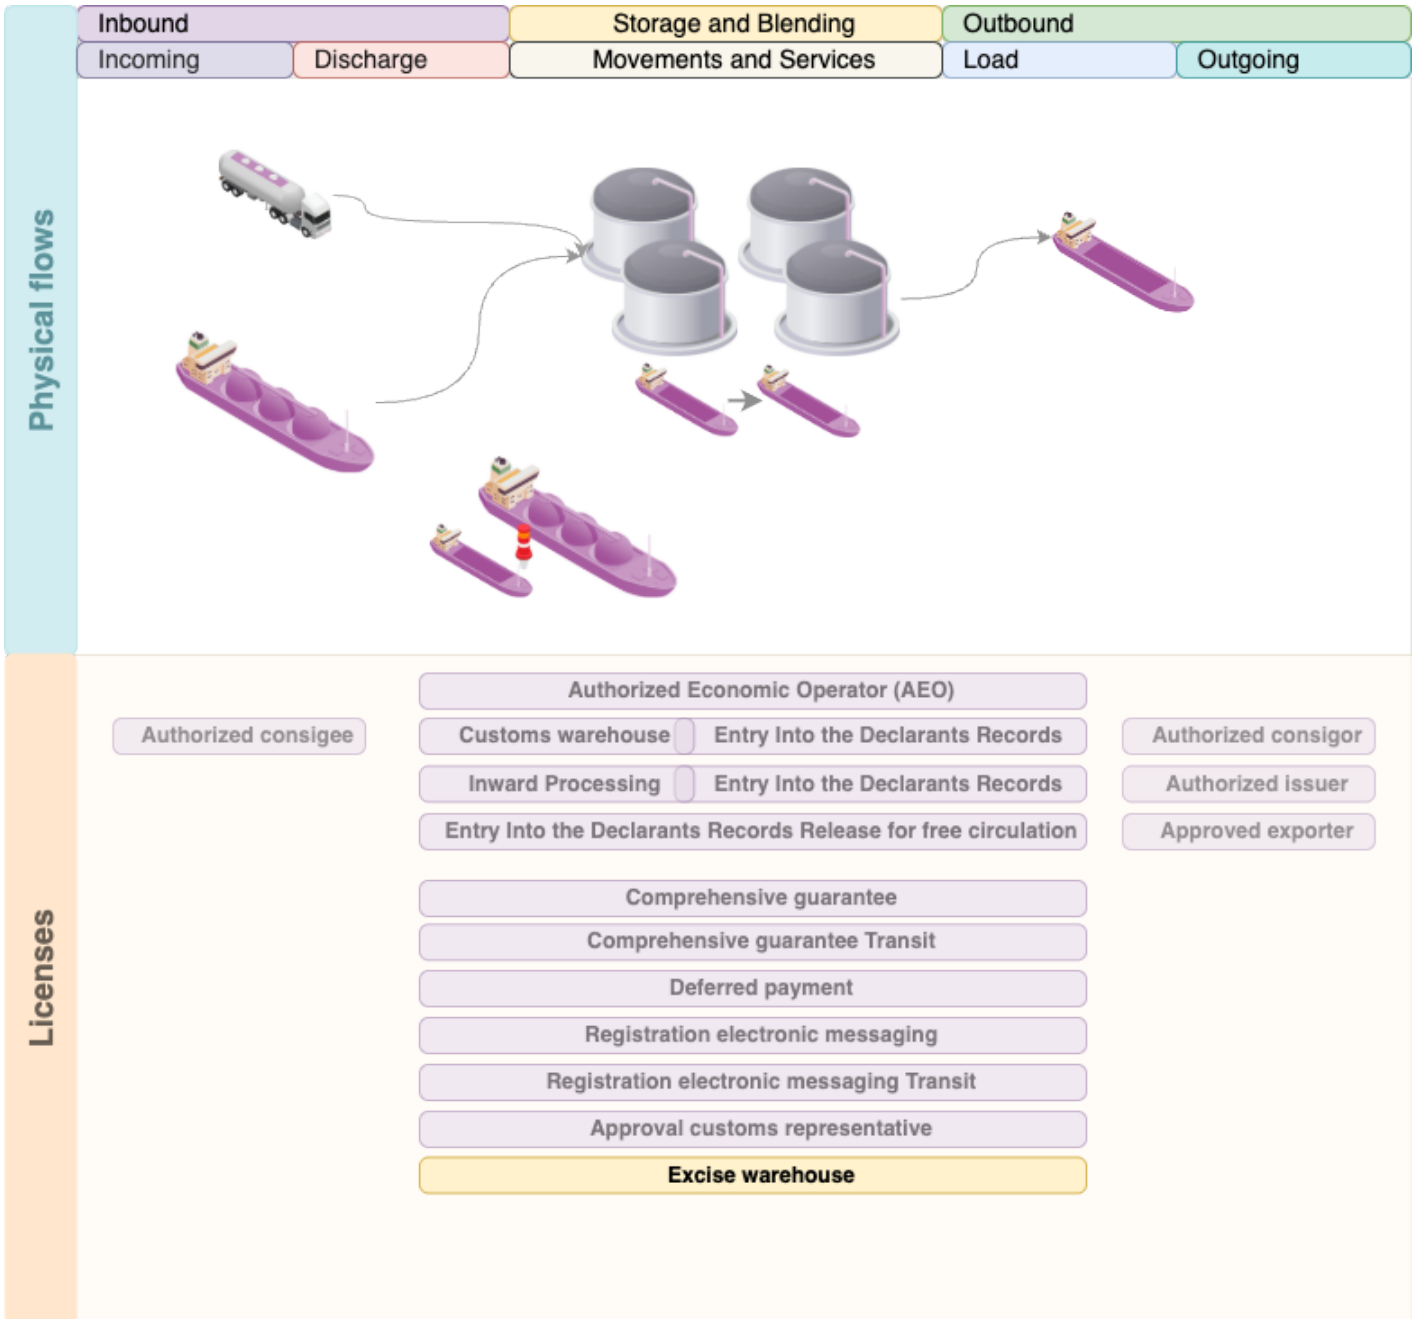 Inbound
Storage and Blending
Outbound
Incoming
Discharge
Movements and Services
Load
Outgoing
Physical flows
Licenses
Authorized Economic Operator (AEO)
Authorized consigee
Customs warehouse
Entry Into the Declarants Records
Authorized consigor
Inward Processing
Entry Into the Declarants Records
Authorized issuer
Entry Into the Declarants Records Release for free circulation
Approved exporter
Comprehensive guarantee
Comprehensive guarantee Transit
Deferred payment
Registration electronic messaging
Registration electronic messaging Transit
Approval customs representative
Excise warehouse